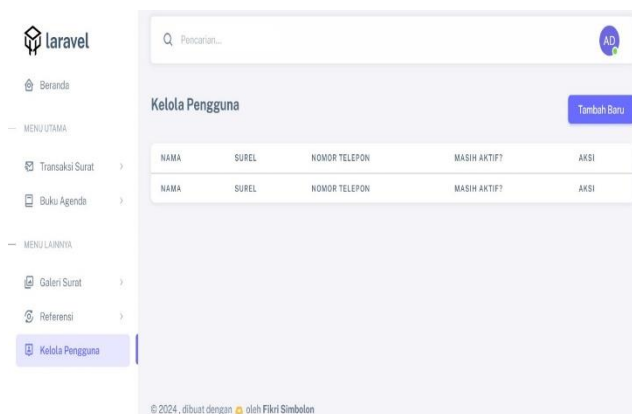 laravel
Beranda
MENU UTAMA
Transaksi Surat
Buku Agenda
MENU LAINNYA
Galeri Surat
Referensi
Kelola Pengguna
Pencarian...
AD
Kelola Pengguna
Tambah Baru
NAMA SUREL NOMOR TELEPON MASIH AKTIF? AKSI
NAMA SUREL NOMOR TELEPON MASIH AKTIF? AKSI
© 2024 , dibuat dengan oleh Fikri Simbolon